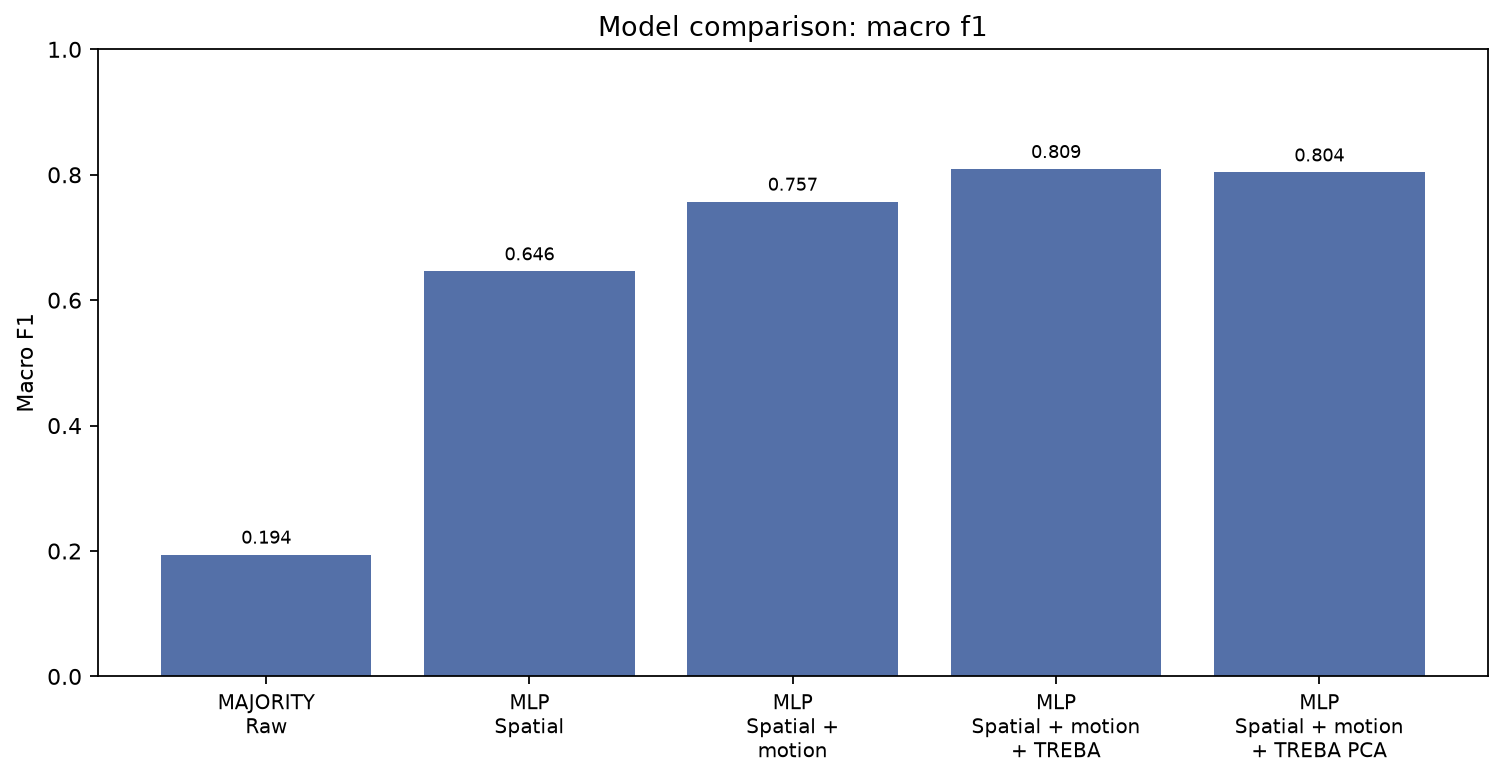 Model comparison: macro f1
Macro F1
1.0
0.8
0.6
0.4
0.2
0.0
0.194
0.646
0.757
0.809
0.804
MAJORITY
Raw
MLP
Spatial
MLP
Spatial +
motion
MLP
Spatial + motion
+ TREBA
MLP
Spatial + motion
+ TREBA PCA